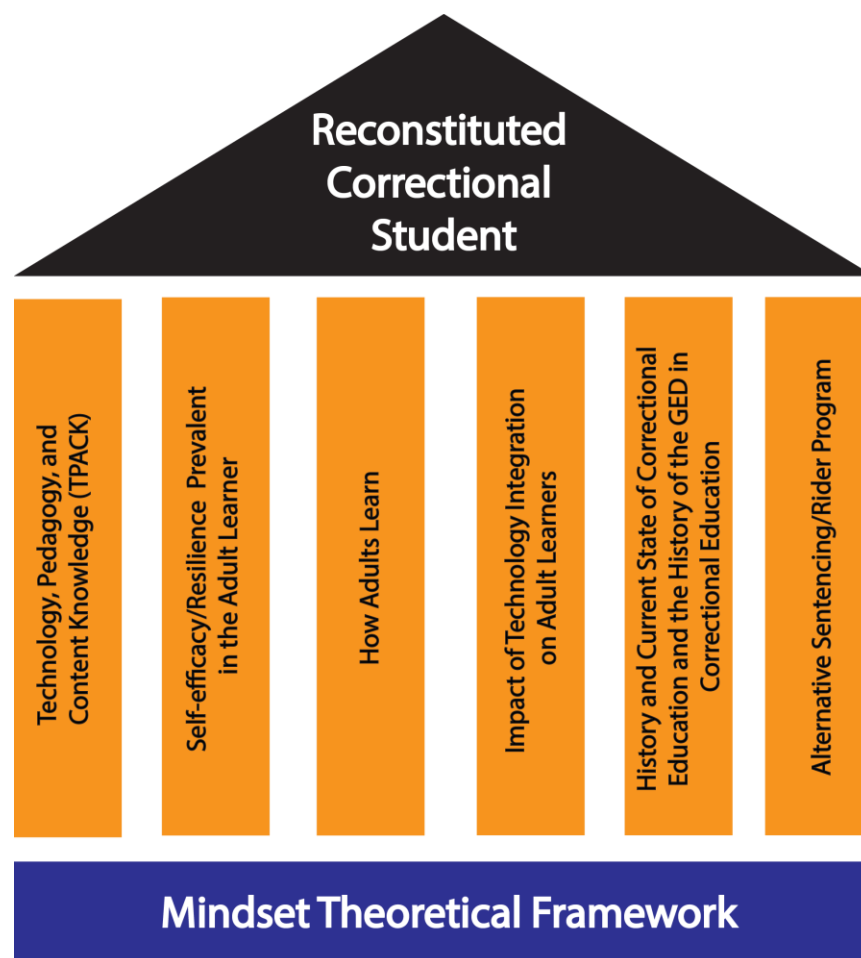 Reconstituted
Correctional
Student
Technology, Pedagogy, and
Content Knowledge (TPACK)
Self-efficacy/Resilience Prevalent
in the Adult Learner
How Adults Learn
Impact of Technology Integration
on Adult Learners
History and Current State of Correctional
Education and the History of the GED in
Correctional Education
Alternative Sentencing/Rider Program
Mindset Theoretical Framework